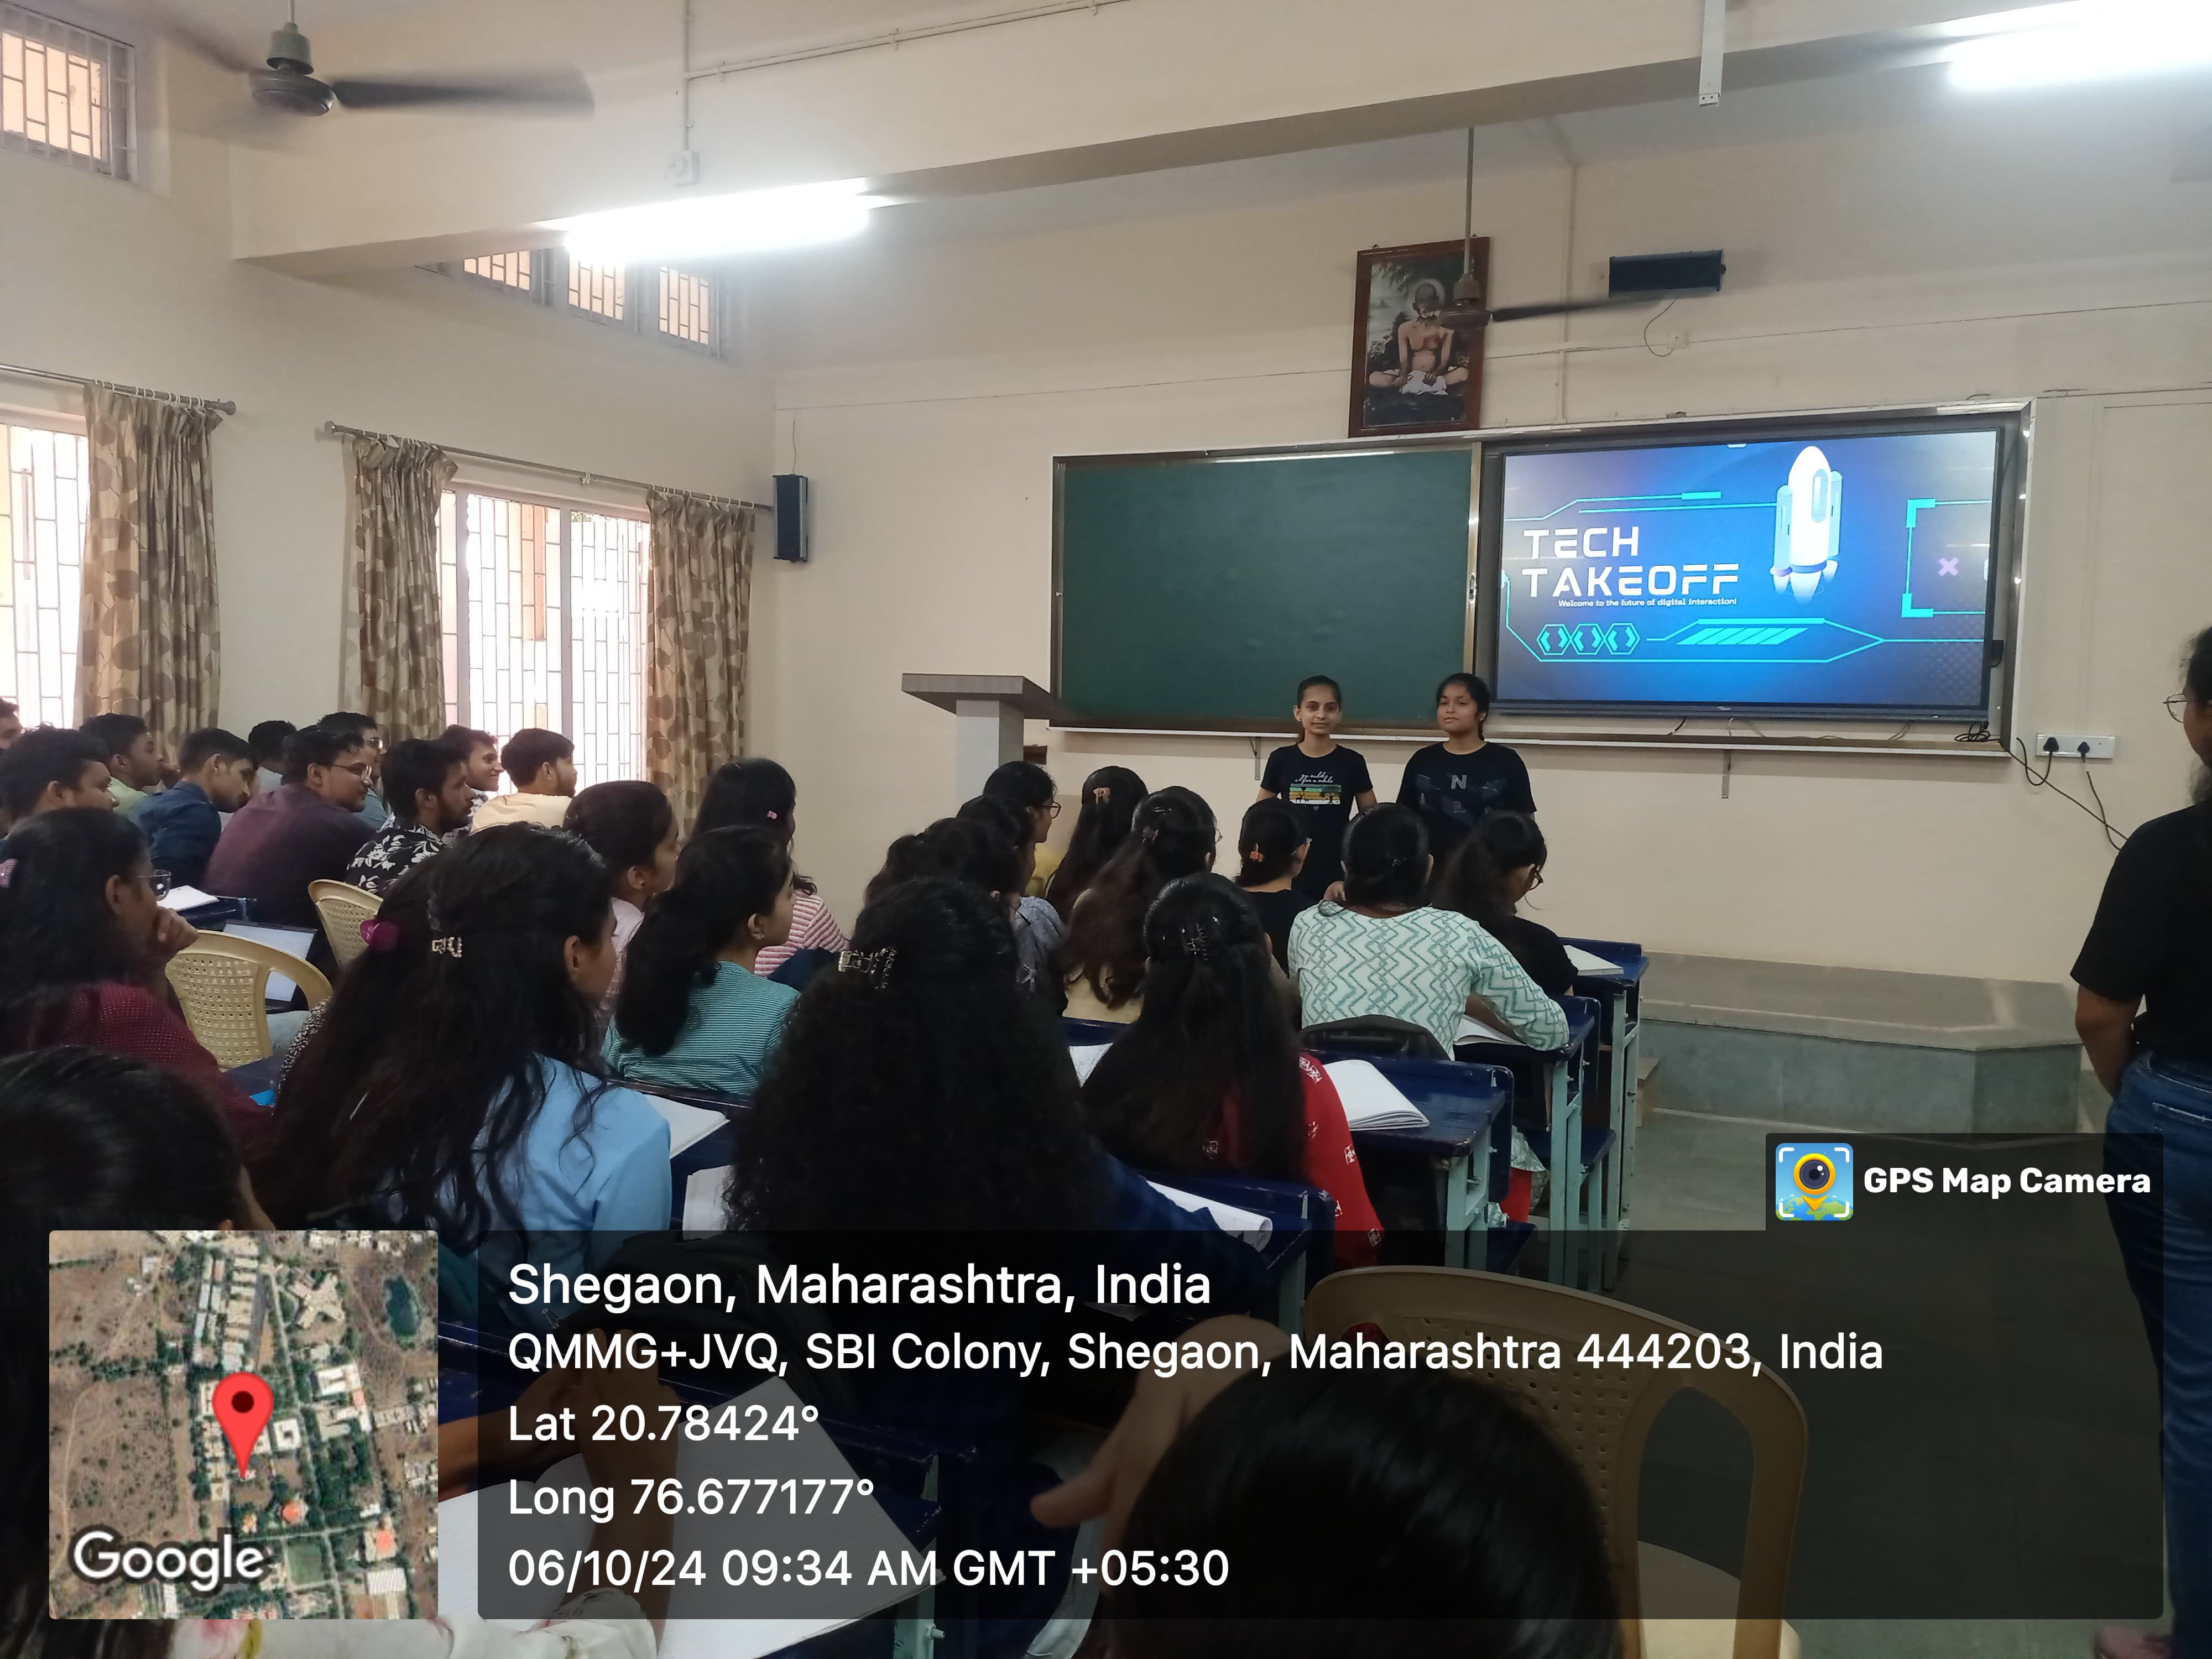 TECH
TAKEOFF
Welcome to the future of digital interaction!
N
GPS Map Camera
Shegaon, Maharashtra, India
QMMG+JVQ, SBI Colony, Shegaon, Maharashtra 444203, India
Lat 20.78424°
Long 76.677177°
06/10/24 09:34 AM GMT +05:30
Google